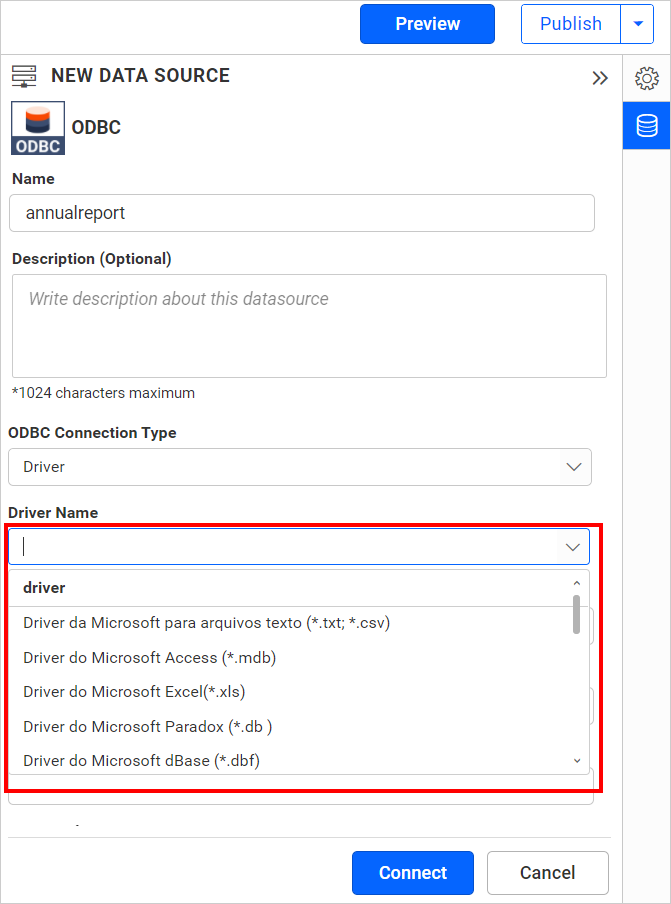 Preview
Publish
NEW DATA SOURCE
ODBC
ODBC
Name
annualreport
Description (Optional)
Write description about this datasource
*1024 characters maximum
ODBC Connection Type
Driver
Driver Name
driver
Driver da Microsoft para arquivos texto (*.txt; *.csv)
Driver do Microsoft Access (*.mdb)
Driver do Microsoft Excel(*.xls)
Driver do Microsoft Paradox (*.db )
Driver do Microsoft dBase (*.dbf)
Connect
Cancel